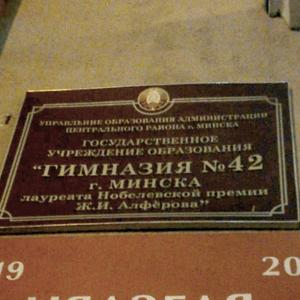 УПРАВЛЕНИЕ ОБРАЗОВАНИЯ АДМИНИСТРАЦИИ
ЦЕНТРАЛЬНОГО РАЙОНА г. МИНСКА
ГОСУДАРСТВЕННОЕ
УЧРЕЖДЕНИЕ ОБРАЗОВАНИЯ
"ГИМНАЗИЯ №42
г. МИНСКА
лауреата Нобелевской премии
Ж.И. Алфёрова"
19 20